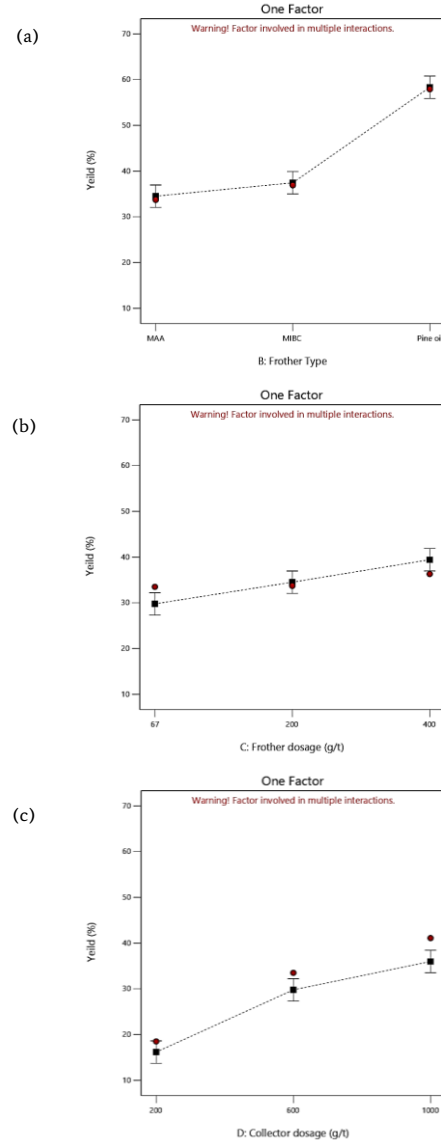 (a)
One Factor
Warning! Factor involved in multiple interactions.
70
60
50
40
30
20
10
Yeild (%)
MAA
MIBC
Pine oi
B: Frother Type
(b)
One Factor
Warning! Factor involved in multiple interactions.
70
60
50
40
30
20
10
Yeild (%)
67
200
400
C: Frother dosage (g/t)
(c)
One Factor
Warning! Factor involved in multiple interactions.
70
60
50
40
30
20
10
Yeild (%)
200
600
1000
D: Collector dosage (g/t)